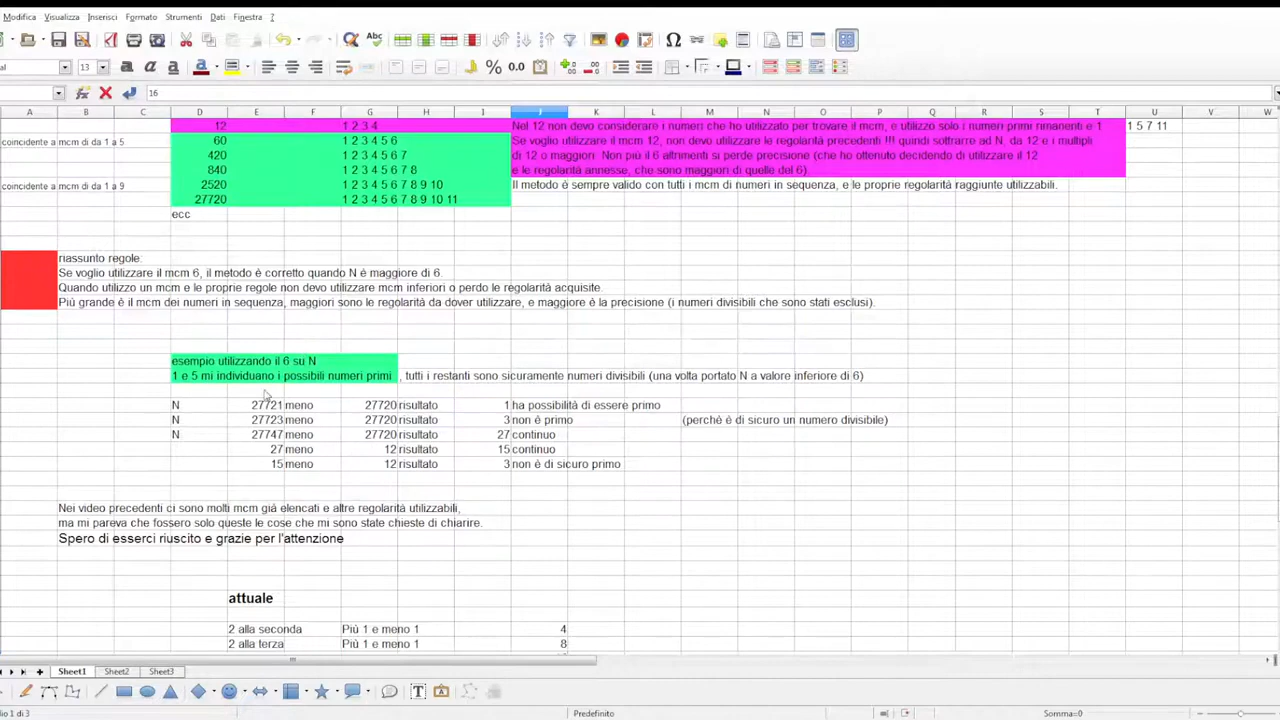 Modifica Visualizza Inserisci Formato Strumenti Dati Finestra ?
13
16
A B C D E F G H I J K L M N O P Q R S T U V W
12 1 2 3 4 Nel 12 non devo considerare i numeri che ho utilizzato per trovare il mcm, e utilizzo solo i numeri primi rimanenti e 1 1 5 7 11
coincidente a mcm di da 1 a 5 60 1 2 3 4 5 6 Se voglio utilizzare il mcm 12, non devo utilizzare le regolarità precedenti !!! quindi sottrarre ad N, da 12 e i multipli
420 1 2 3 4 5 6 7 di 12 o maggiori. Non più il 6 altrimenti si perde precisione (che ho ottenuto decidendo di utilizzare il 12
840 1 2 3 4 5 6 7 8 e le regolarità annesse, che sono maggiori di quelle del 6).
coincidente a mcm di da 1 a 9 2520 1 2 3 4 5 6 7 8 9 10 Il metodo è sempre valido con tutti i mcm di numeri in sequenza, e le proprie regolarità raggiunte utilizzabili.
27720 1 2 3 4 5 6 7 8 9 10 11
ecc
riassunto regole:
Se voglio utilizzare il mcm 6, il metodo è corretto quando N è maggiore di 6.
Quando utilizzo un mcm e le proprie regole non devo utilizzare mcm inferiori o perdo le regolarità acquisite.
Più grande è il mcm dei numeri in sequenza, maggiori sono le regolarità da dover utilizzare, e maggiore è la precisione (i numeri divisibili che sono stati esclusi).
esempio utilizzando il 6 su N
1 e 5 mi individuano i possibili numeri primi , tutti i restanti sono sicuramente numeri divisibili (una volta portato N a valore inferiore di 6)
N 27721 meno 27720 risultato 1 ha possibilità di essere primo
N 27723 meno 27720 risultato 3 non è primo (perchè è di sicuro un numero divisibile)
N 27747 meno 27720 risultato 27 continuo
27 meno 12 risultato 15 continuo
15 meno 12 risultato 3 non è di sicuro primo
Nei video precedenti ci sono molti mcm già elencati e altre regolarità utilizzabili,
ma mi pareva che fossero solo queste le cose che mi sono state chieste di chiarire.
Spero di esserci riuscito e grazie per l'attenzione
attuale
2 alla seconda Più 1 e meno 1 4
2 alla terza Più 1 e meno 1 8
Sheet1 Sheet2 Sheet3
lio 1 di 3 Predefinito Somma=0